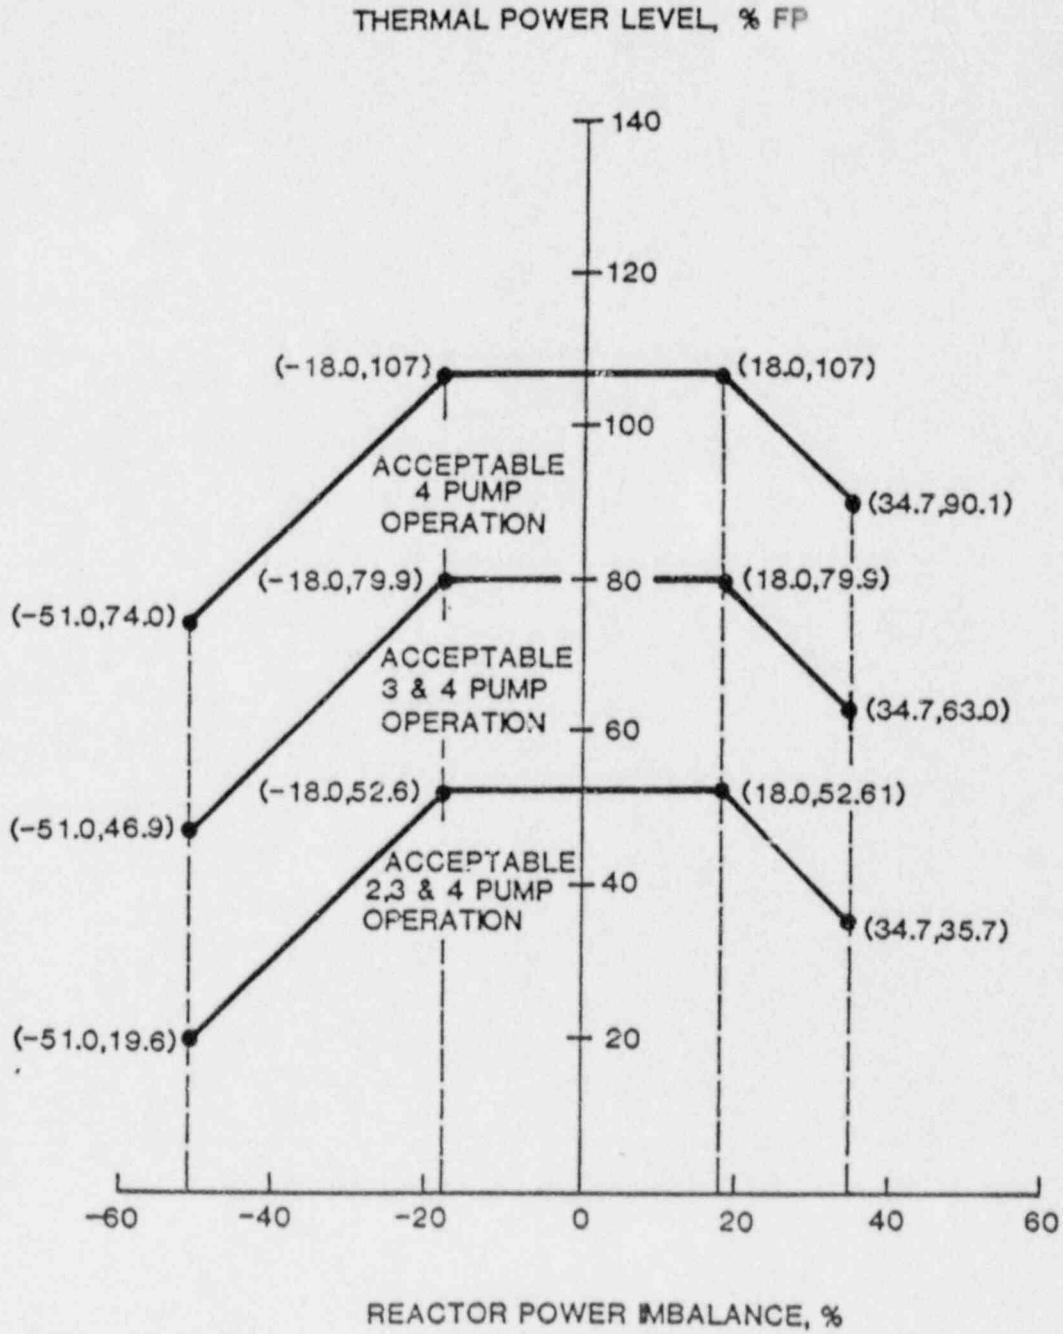 THERMAL POWER LEVEL, % FP
140
120
(-18.0,107)
(18.0,107)
100
ACCEPTABLE
4 PUMP
OPERATION
(34.7,90.1)
(-18.0,79.9)
80
(18.0,79.9)
(-51.0,74.0)
ACCEPTABLE
3 & 4 PUMP
OPERATION
(34.7,63.0)
60
(-18.0,52.6)
(18.0,52.61)
(-51.0,46.9)
ACCEPTABLE
2,3 & 4 PUMP
OPERATION
40
(34.7,35.7)
(-51.0,19.6)
20
-60 -40 -20 0 20 40 60
REACTOR POWER IMBALANCE, %